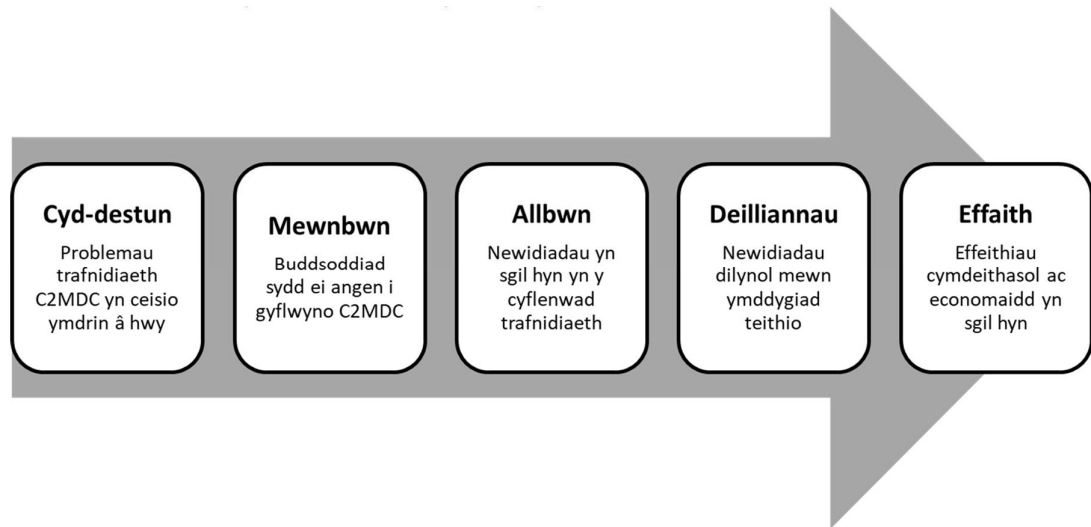 Cyd-destun
Problemau
trafnidiaeth
C2MDC yn ceisio
ymdrin â hwy
Mewnbwn
Buddsoddiad
sydd ei angen i
gyflwyno C2MDC
Allbwn
Newidiadau yn
sgil hyn yn y
cyflenwad
trafnidiaeth
Deilliannau
Newidiadau
dilynol mewn
ymddygiad
teithio
Effaith
Effeithiau
cymdeithasol ac
economaidd yn
sgil hyn